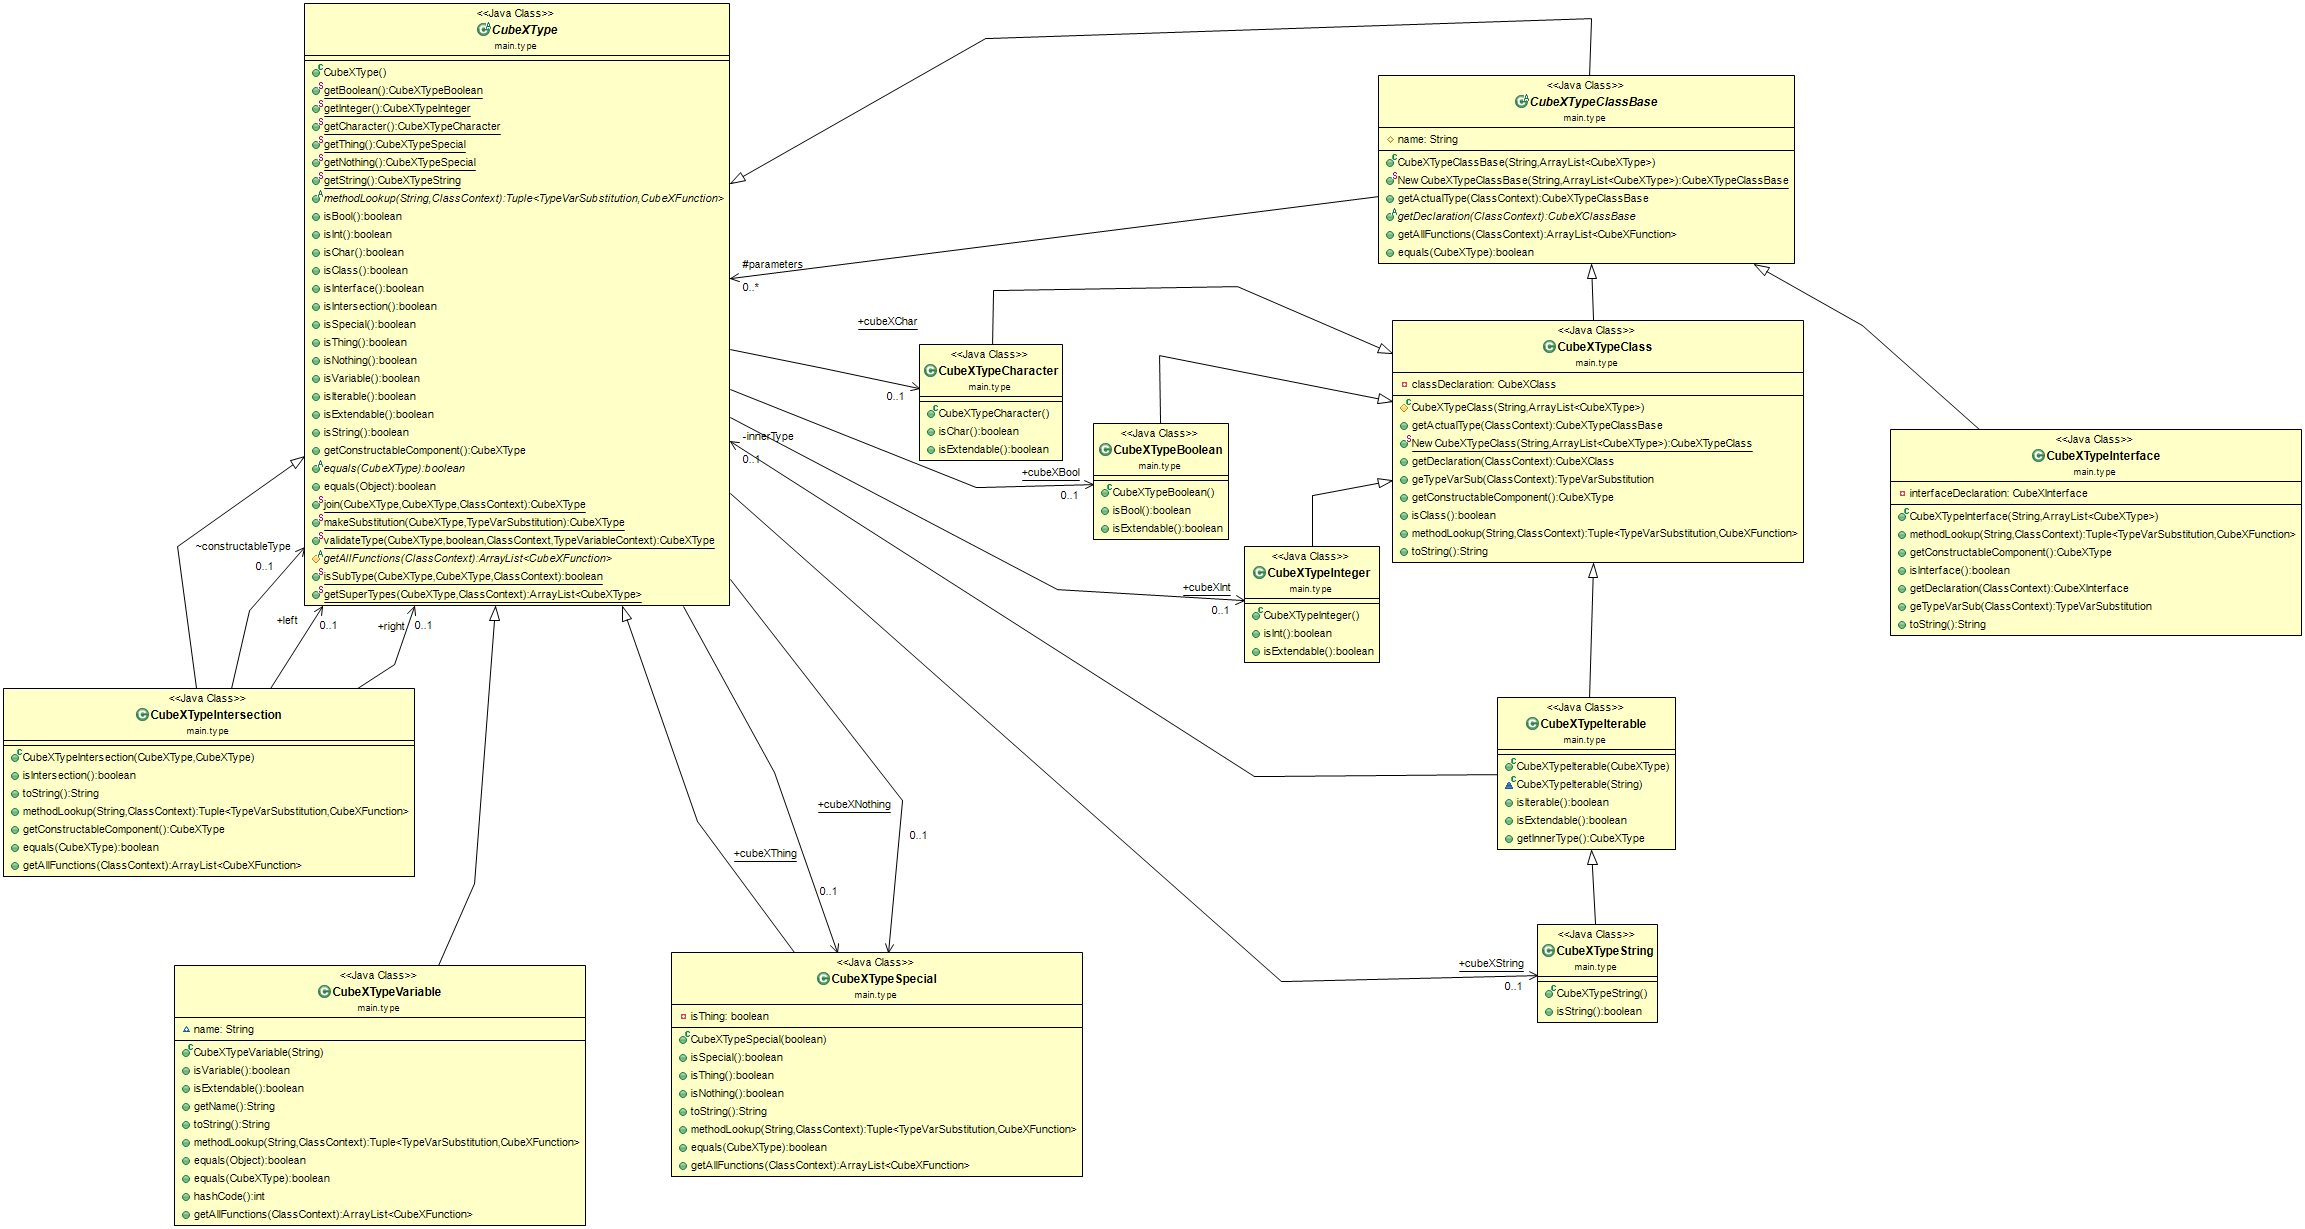 <<Java Class>>
CubeXType
main.type
CubeXType()
getBoolean():CubeXTypeBoolean
getInteger():CubeXTypeInteger
getCharacter():CubeXTypeCharacter
getThing():CubeXTypeSpecial
getNothing():CubeXTypeSpecial
getString():CubeXTypeString
methodLookup(String,ClassContext):Tuple<TypeVarSubstitution,CubeXFunction>
isBool():boolean
isInt():boolean
isChar():boolean
isClass():boolean
isInterface():boolean
isIntersection():boolean
isSpecial():boolean
isThing():boolean
isNothing():boolean
isVariable():boolean
isIterable():boolean
isExtendable():boolean
isString():boolean
getConstructableComponent():CubeXType
equals(CubeXType):boolean
equals(Object):boolean
join(CubeXType,CubeXType,ClassContext):CubeXType
makeSubstitution(CubeXType,TypeVarSubstitution):CubeXType
validateType(CubeXType,boolean,ClassContext,TypeVariableContext):CubeXType
getAllFunctions(ClassContext):ArrayList<CubeXFunction>
isSubType(CubeXType,CubeXType,ClassContext):boolean
getSuperTypes(CubeXType,ClassContext):ArrayList<CubeXType>
<<Java Class>>
CubeXTypeClassBase
main.type
name: String
CubeXTypeClassBase(String,ArrayList<CubeXType>)
New CubeXTypeClassBase(String,ArrayList<CubeXType>):CubeXTypeClassBase
getActualType(ClassContext):CubeXTypeClassBase
getDeclaration(ClassContext):CubeXClassBase
getAllFunctions(ClassContext):ArrayList<CubeXFunction>
equals(CubeXType):boolean
#parameters
0..*
+cubeXChar
0..1
<<Java Class>>
CubeXTypeCharacter
main.type
CubeXTypeCharacter()
isChar():boolean
isExtendable():boolean
-innerType
0..1
+cubeXBool
0..1
<<Java Class>>
CubeXTypeBoolean
main.type
CubeXTypeBoolean()
isBool():boolean
isExtendable():boolean
<<Java Class>>
CubeXTypeClass
main.type
classDeclaration: CubeXClass
CubeXTypeClass(String,ArrayList<CubeXType>)
getActualType(ClassContext):CubeXTypeClassBase
New CubeXTypeClass(String,ArrayList<CubeXType>):CubeXTypeClass
getDeclaration(ClassContext):CubeXClass
geTypeVarSub(ClassContext):TypeVarSubstitution
getConstructableComponent():CubeXType
isClass():boolean
methodLookup(String,ClassContext):Tuple<TypeVarSubstitution,CubeXFunction>
toString():String
<<Java Class>>
CubeXTypeInterface
main.type
interfaceDeclaration: CubeXInterface
CubeXTypeInterface(String,ArrayList<CubeXType>)
methodLookup(String,ClassContext):Tuple<TypeVarSubstitution,CubeXFunction>
getConstructableComponent():CubeXType
isInterface():boolean
getDeclaration(ClassContext):CubeXInterface
geTypeVarSub(ClassContext):TypeVarSubstitution
toString():String
+cubeXInt
0..1
<<Java Class>>
CubeXTypeInteger
main.type
CubeXTypeInteger()
isInt():boolean
isExtendable():boolean
~constructableType
0..1
+left
0..1
+right
0..1
<<Java Class>>
CubeXTypeIntersection
main.type
CubeXTypeIntersection(CubeXType,CubeXType)
isIntersection():boolean
toString():String
methodLookup(String,ClassContext):Tuple<TypeVarSubstitution,CubeXFunction>
getConstructableComponent():CubeXType
equals(CubeXType):boolean
getAllFunctions(ClassContext):ArrayList<CubeXFunction>
<<Java Class>>
CubeXTypeIterable
main.type
CubeXTypeIterable(CubeXType)
CubeXTypeIterable(String)
isIterable():boolean
isExtendable():boolean
getInnerType():CubeXType
+cubeXNothing
0..1
+cubeXThing
0..1
<<Java Class>>
CubeXTypeVariable
main.type
name: String
CubeXTypeVariable(String)
isVariable():boolean
isExtendable():boolean
getName():String
toString():String
methodLookup(String,ClassContext):Tuple<TypeVarSubstitution,CubeXFunction>
equals(Object):boolean
equals(CubeXType):boolean
hashCode():int
getAllFunctions(ClassContext):ArrayList<CubeXFunction>
<<Java Class>>
CubeXTypeSpecial
main.type
isThing: boolean
CubeXTypeSpecial(boolean)
isSpecial():boolean
isThing():boolean
isNothing():boolean
toString():String
methodLookup(String,ClassContext):Tuple<TypeVarSubstitution,CubeXFunction>
equals(CubeXType):boolean
getAllFunctions(ClassContext):ArrayList<CubeXFunction>
+cubeXString
0..1
<<Java Class>>
CubeXTypeString
main.type
CubeXTypeString()
isString():boolean